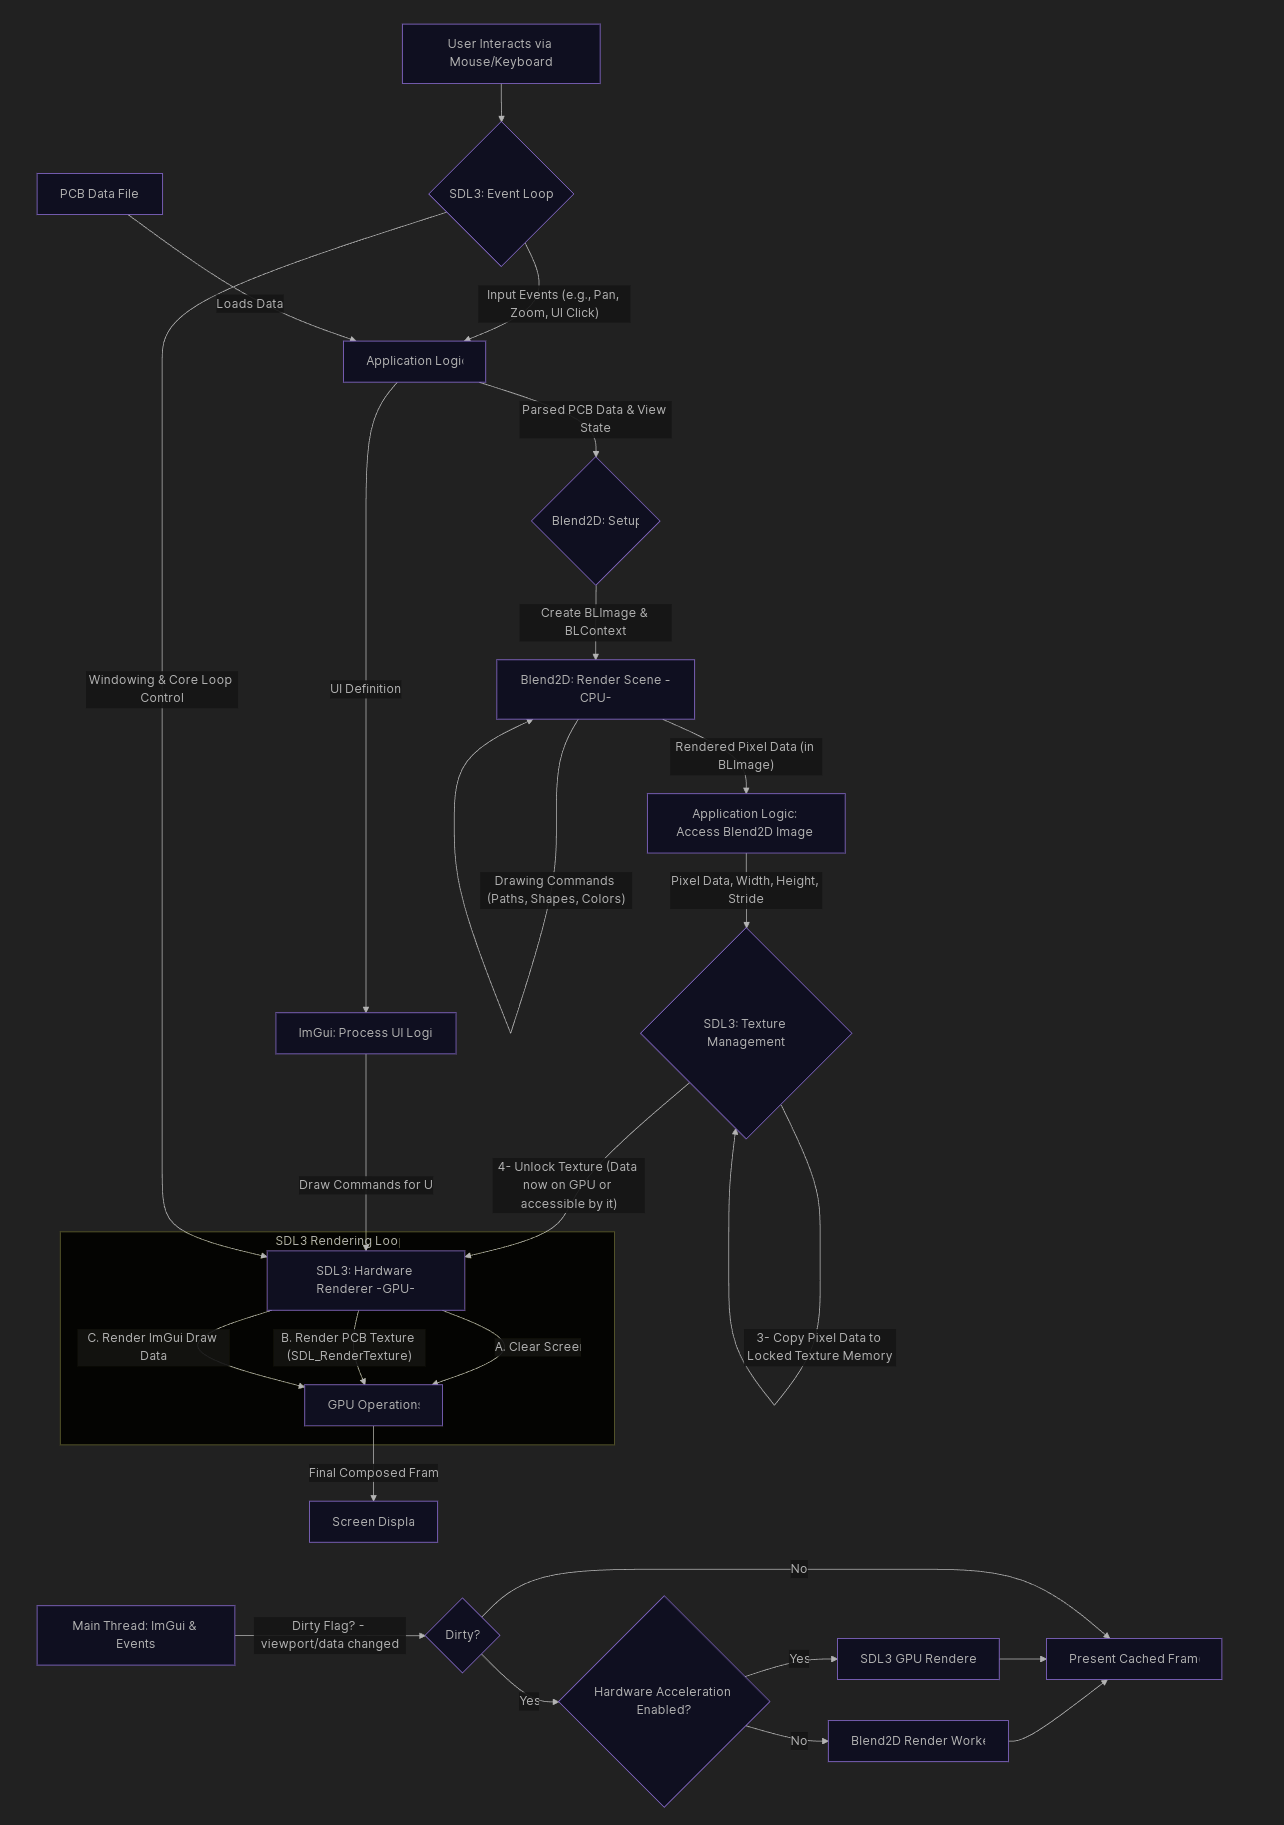 User Interacts via
Mouse/Keyboard
PCB Data File
SDL3: Event Loop
Loads Data
Input Events (e.g., Pan,
Zoom, UI Click)
Application Logi
Parsed PCB Data & View
State
Blend2D: Setup
Create BLImage &
BLContext
Windowing & Core Loop
Control
UI Definition
Blend2D: Render Scene -
CPU-
Rendered Pixel Data (in
BLImage)
Application Logic:
Access Blend2D Image
Drawing Commands
(Paths, Shapes, Colors)
Pixel Data, Width, Height,
Stride
ImGui: Process UI Logi
SDL3: Texture
Management
Draw Commands for U
4- Unlock Texture (Data
now on GPU or
accessible by it)
SDL3 Rendering Loo
SDL3: Hardware
Renderer -GPU-
C. Render ImGui Draw
Data
B. Render PCB Texture
(SDL_RenderTexture)
A. Clear Scree
3- Copy Pixel Data to
Locked Texture Memory
GPU Operation
Final Composed Fram
Screen Displa
No
Main Thread: ImGui &
Events
Dirty Flag? -
viewport/data changed
Dirty?
Yes
Hardware Acceleration
Enabled?
Yes
SDL3 GPU Rendere
Present Cached Fram
No
Blend2D Render Worke